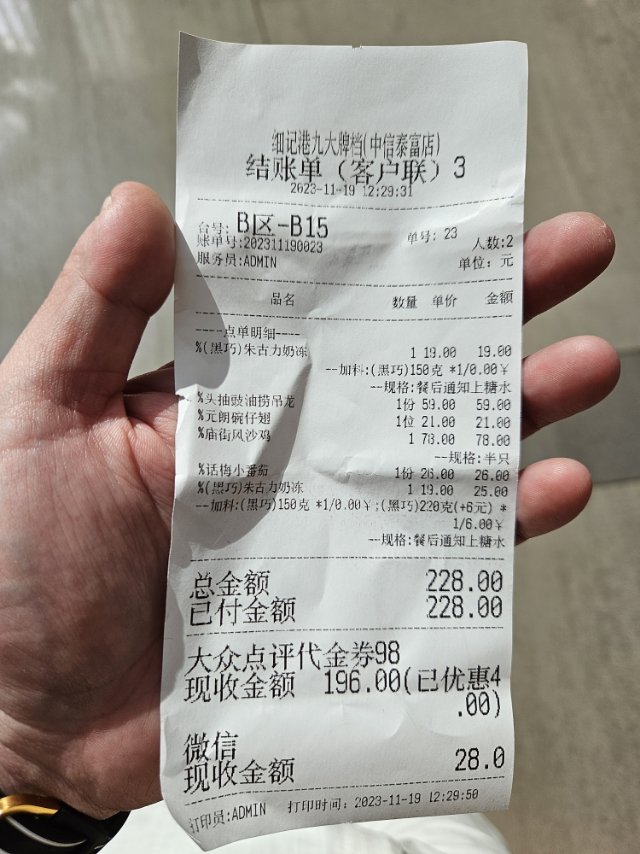 细记港九大牌档(中信泰富店)
结账单（客户联）3
2023-11-19 12:29:31
台号: B区-B15 单号: 23 人数:2
账单号:202311190023
服务员:ADMIN 单位: 元
品名 数量 单价 金额
----点单明细----
%(黑巧)朱古力奶冻 1 19.00 19.00
--加料:(黑巧)150克 *1/0.00￥
--规格:餐后通知上糖水
%头抽豉油捞吊龙 1份 59.00 59.00
%元朗碗仔翅 1位 21.00 21.00
%庙街风沙鸡 1 78.00 78.00
--规格:半只
%话梅小番茄 1份 26.00 26.00
%(黑巧)朱古力奶冻 1 19.00 25.00
--加料:(黑巧)150克 *1/0.00￥;(黑巧)220克(+6元) *
1/6.00￥
--规格:餐后通知上糖水
总金额 228.00
已付金额 228.00
大众点评代金券98
现收金额 196.00(已优惠4
.00)
微信
现收金额 28.0
打印员:ADMIN 打印时间: 2023-11-19 12:29:50